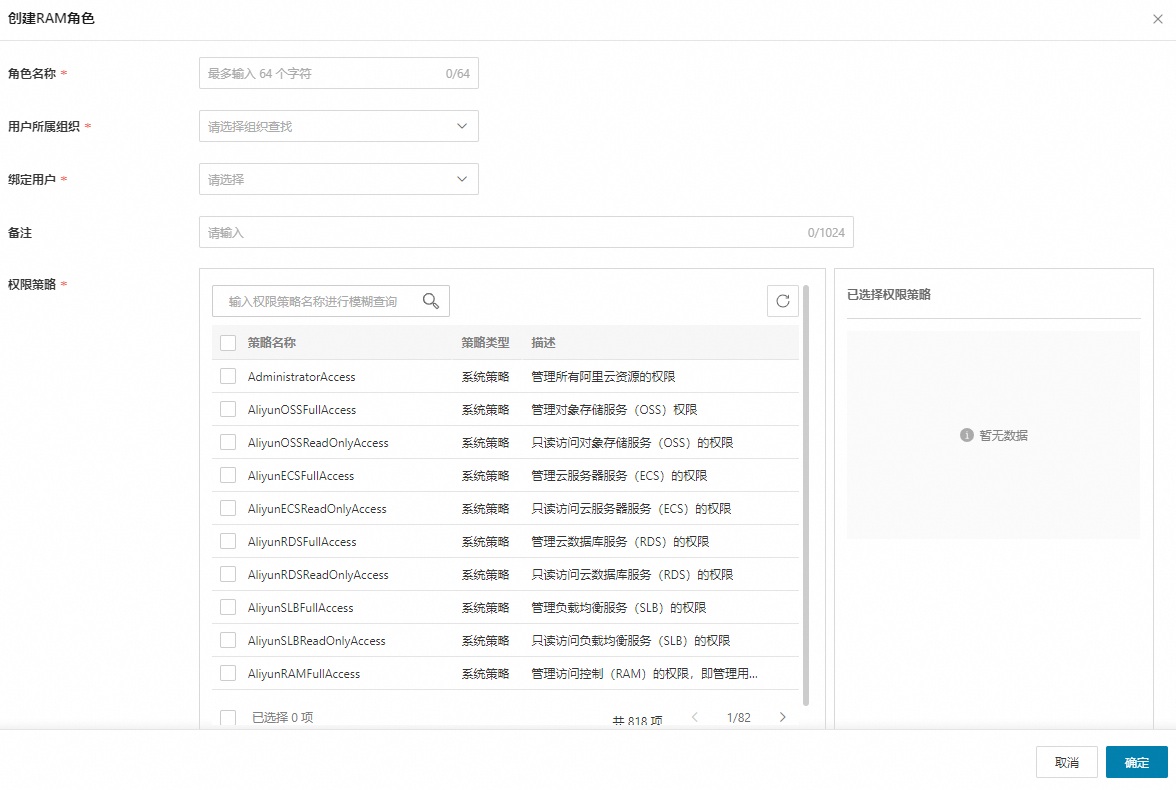 创建RAM角色
角色名称 *
最多输入 64 个字符 0/64
用户所属组织 *
请选择组织查找
绑定用户 *
请选择
备注
请输入 0/1024
权限策略 *
输入权限策略名称进行模糊查询
已选择权限策略
策略名称 策略类型 描述
AdministratorAccess 系统策略 管理所有阿里云资源的权限
AliyunOSSFullAccess 系统策略 管理对象存储服务（OSS）权限
AliyunOSSReadOnlyAccess 系统策略 只读访问对象存储服务（OSS）的权限
暂无数据
AliyunECSFullAccess 系统策略 管理云服务器服务（ECS）的权限
AliyunECSReadOnlyAccess 系统策略 只读访问云服务器服务（ECS）的权限
AliyunRDSFullAccess 系统策略 管理云数据库服务（RDS）的权限
AliyunRDSReadOnlyAccess 系统策略 只读访问云数据库服务（RDS）的权限
AliyunSLBFullAccess 系统策略 管理负载均衡服务（SLB）的权限
AliyunSLBReadOnlyAccess 系统策略 只读访问负载均衡服务（SLB）的权限
AliyunRAMFullAccess 系统策略 管理访问控制（RAM）的权限，即管理用...
已选择 0 项 共 818 项 1/82
取消 确定